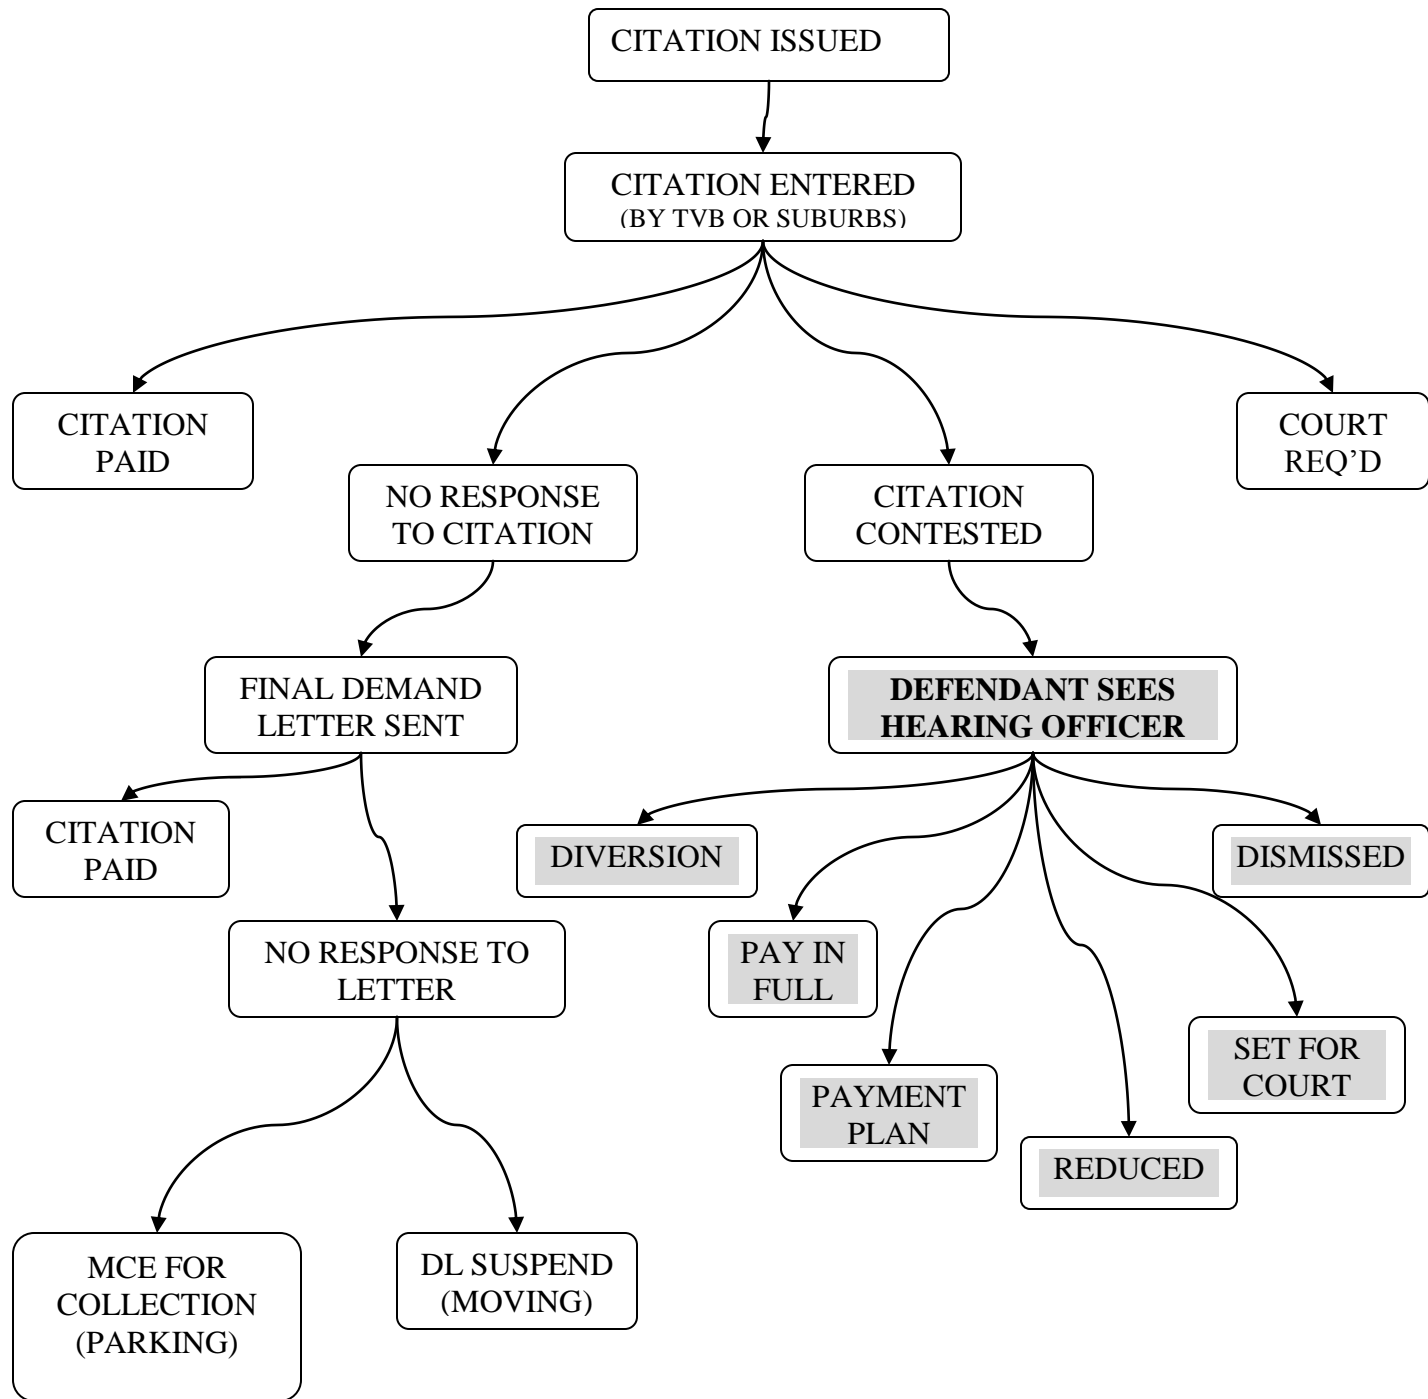 CITATION ISSUED
CITATION ENTERED
(BY TVB OR SUBURBS)
CITATION
PAID
COURT
REQ’D
NO RESPONSE
TO CITATION
CITATION
CONTESTED
FINAL DEMAND
LETTER SENT
DEFENDANT SEES
HEARING OFFICER
CITATION
PAID
DIVERSION
DISMISSED
NO RESPONSE TO
LETTER
PAY IN
FULL
SET FOR
COURT
PAYMENT
PLAN
REDUCED
MCE FOR
COLLECTION
(PARKING)
DL SUSPEND
(MOVING)